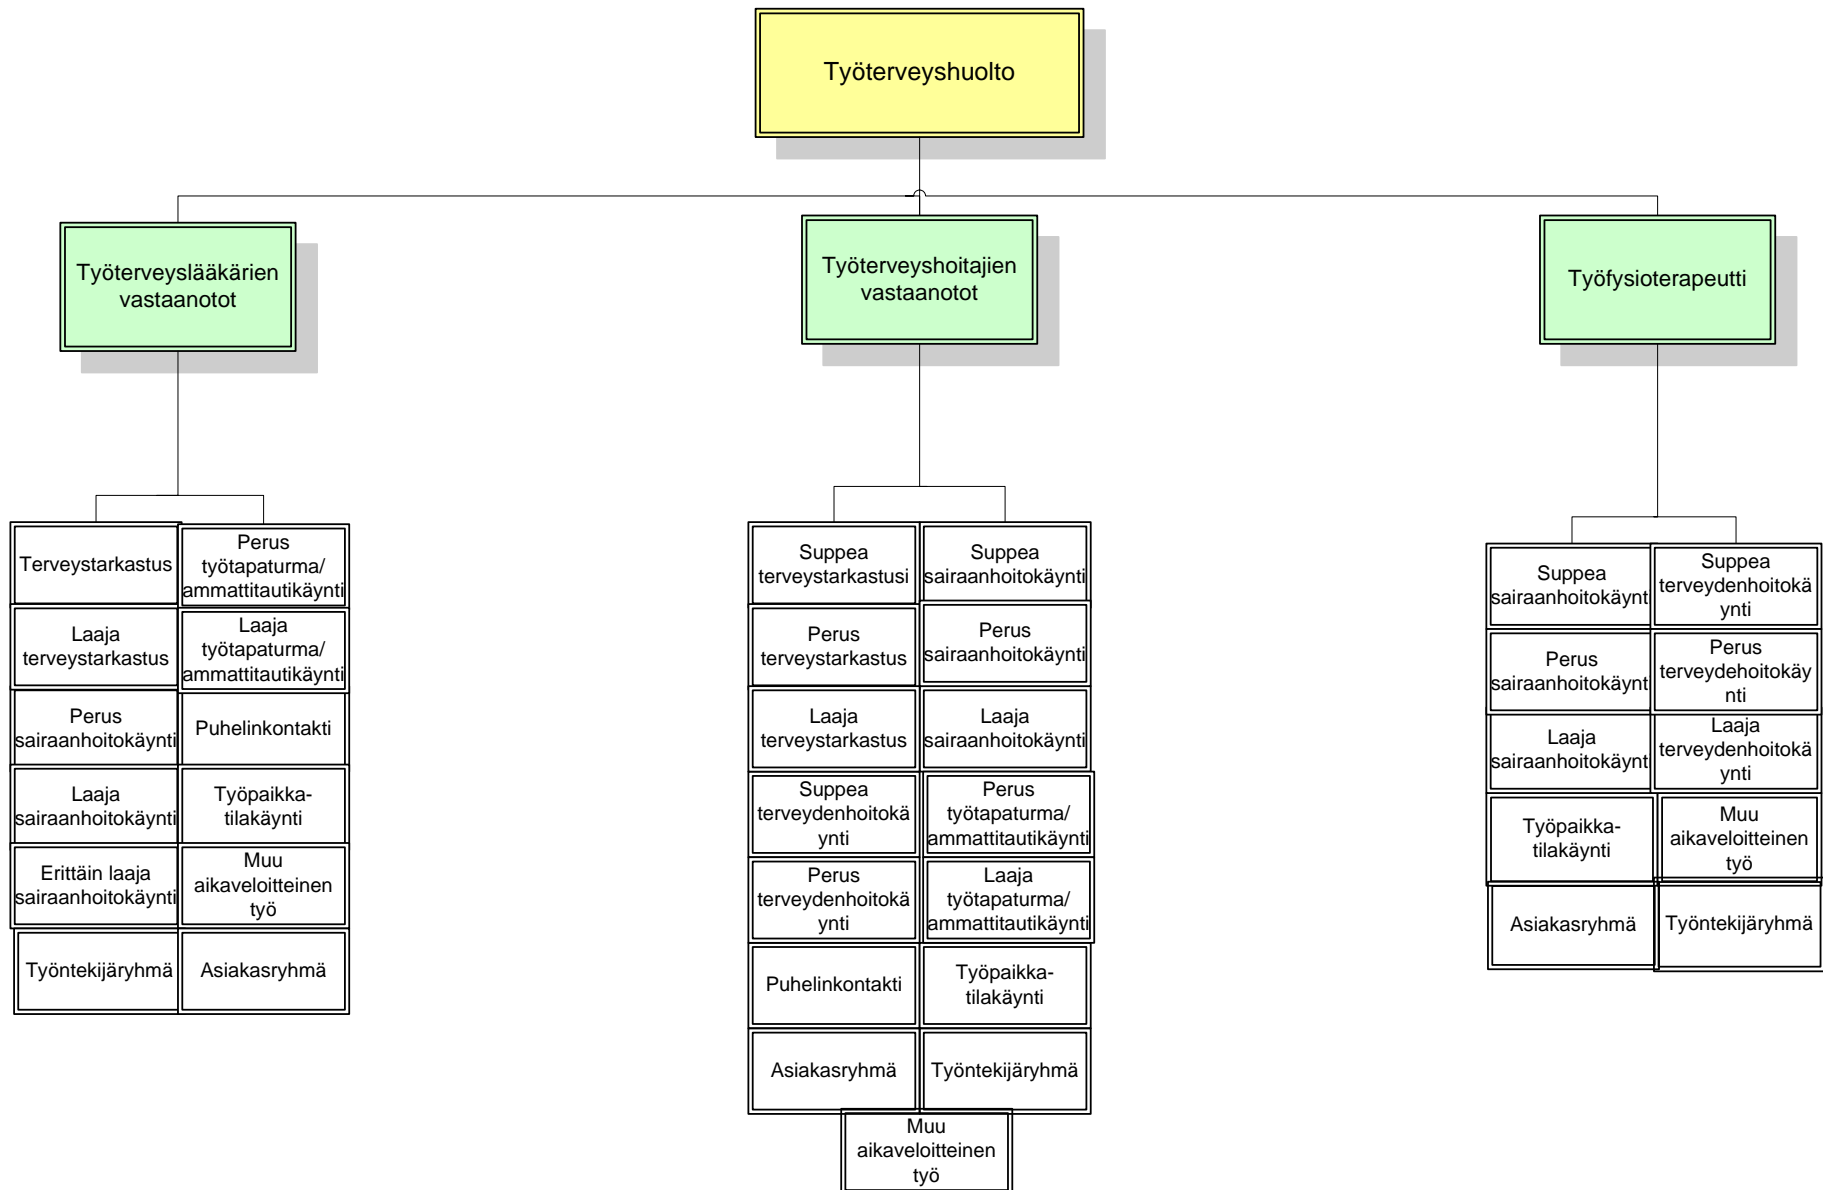 Työterveyshuolto
Työterveyslääkärien
vastaanotot
Työterveyshoitajien
vastaanotot
Työfysioterapeutti
Terveystarkastus
Perus
työtapaturma/
ammattitautikäynti
Laaja
terveystarkastus
Laaja
työtapaturma/
ammattitautikäynti
Perus
sairaanhoitokäynti
Puhelinkontakti
Laaja
sairaanhoitokäynti
Työpaikka-
tilakäynti
Erittäin laaja
sairaanhoitokäynti
Muu
aikaveloitteinen
työ
Työntekijäryhmä
Asiakasryhmä
Suppea
terveystarkastusi
Suppea
sairaanhoitokäynti
Perus
terveystarkastus
Perus
sairaanhoitokäynti
Laaja
terveystarkastus
Laaja
sairaanhoitokäynti
Suppea
terveydenhoitokä
ynti
Perus
työtapaturma/
ammattitautikäynti
Perus
terveydenhoitokä
ynti
Laaja
työtapaturma/
ammattitautikäynti
Puhelinkontakti
Työpaikka-
tilakäynti
Asiakasryhmä
Työntekijäryhmä
Muu
aikaveloitteinen
työ
Suppea
sairaanhoitokäynt
Suppea
terveydenhoitokä
ynti
Perus
sairaanhoitokäynt
Perus
terveydehoitokäy
nti
Laaja
sairaanhoitokäynt
Laaja
terveydenhoitokä
ynti
Työpaikka-
tilakäynti
Muu
aikaveloitteinen
työ
Asiakasryhmä
Työntekijäryhmä